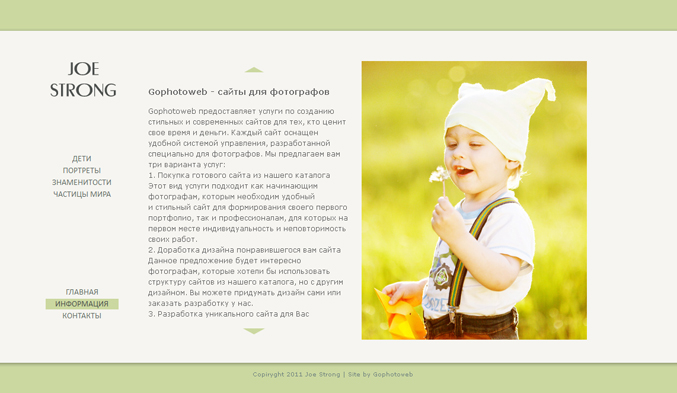 JOE
STRONG
ДЕТИ
ПОРТРЕТЫ
ЗНАМЕНИТОСТИ
ЧАСТИЦЫ МИРА
ГЛАВНАЯ
ИНФОРМАЦИЯ
КОНТАКТЫ
Gophotoweb - сайты для фотографов
Gophotoweb предоставляет услуги по созданию
стильных и современных сайтов для тех, кто ценит
свое время и деньги. Каждый сайт оснащен
удобной системой управления, разработанной
специально для фотографов. Мы предлагаем вам
три варианта услуг:
1. Покупка готового сайта из нашего каталога
Этот вид услуги подходит как начинающим
фотографам, которым необходим удобный
и стильный сайт для формирования своего первого
портфолио, так и профессионалам, для которых на
первом месте индивидуальность и неповторимость
своих работ.
2. Доработка дизайна понравившегося вам сайта
Данное предложение будет интересно
фотографам, которые хотели бы использовать
структуру сайтов из нашего каталога, но с другим
дизайном. Вы можете придумать дизайн сами или
заказать разработку у нас.
3. Разработка уникального сайта для Вас
Copiryght 2011 Joe Strong | Site by Gophotoweb